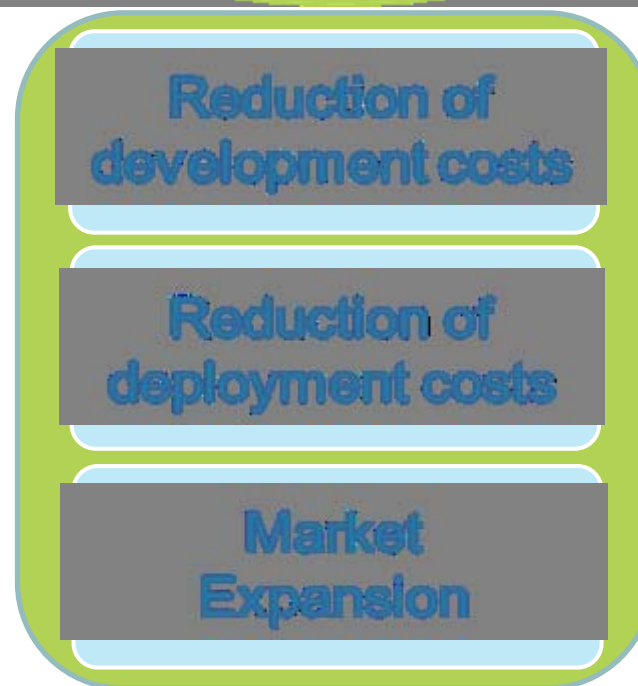 Reduction of
development costs
Reduction of
deployment costs
Market
Expansion